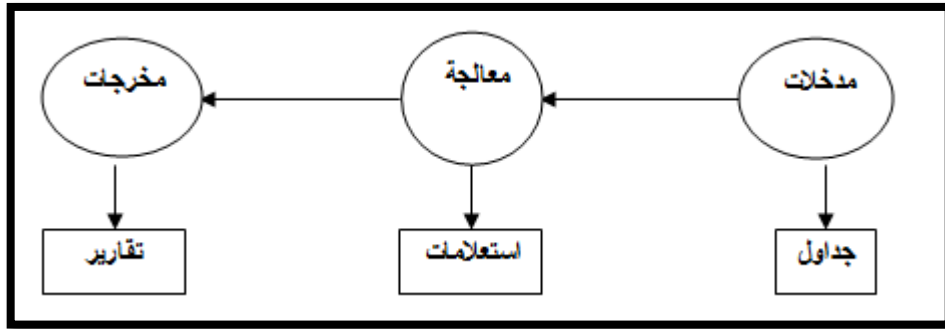 مدخلات
معالجة
مخرجات
جداول
استعلامات
تقارير